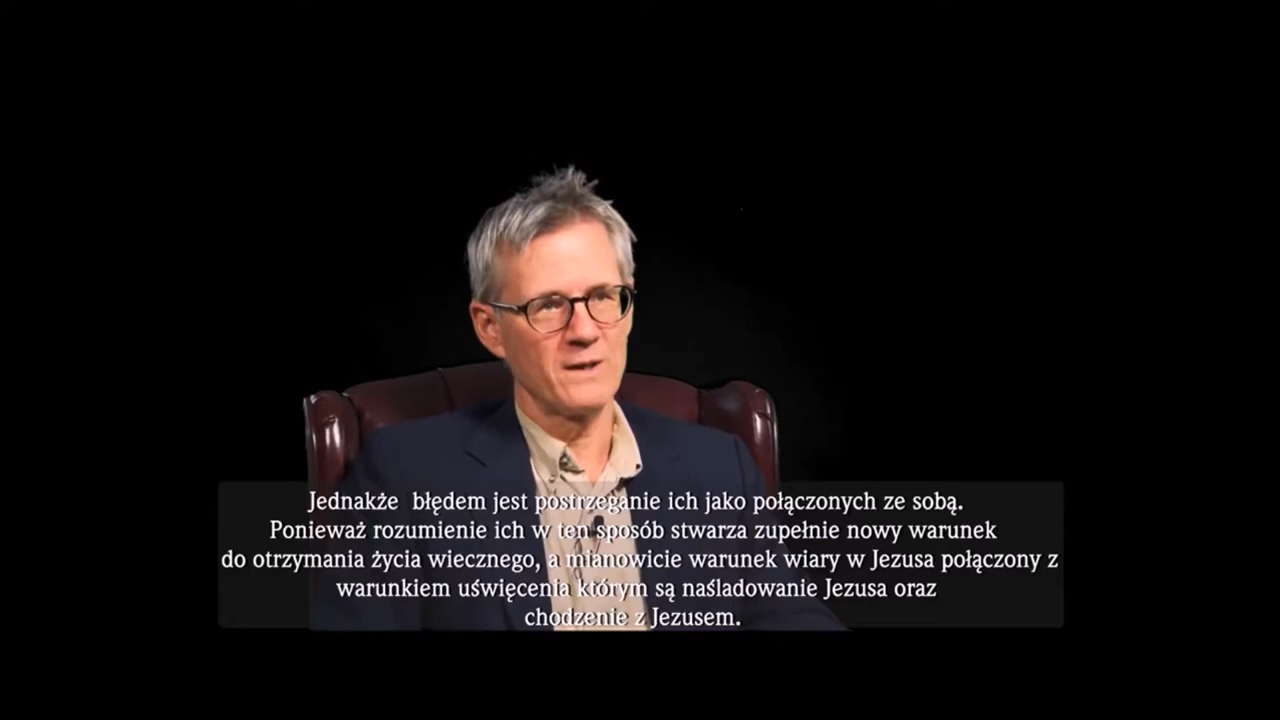 Jednakże  błędem jest postrzeganie ich jako połączonych ze sobą.
Ponieważ rozumienie ich w ten sposób stwarza zupełnie nowy warunek
do otrzymania życia wiecznego, a mianowicie warunek wiary w Jezusa połączony z
warunkiem uświęcenia którym są naśladowanie Jezusa oraz
chodzenie z Jezusem.